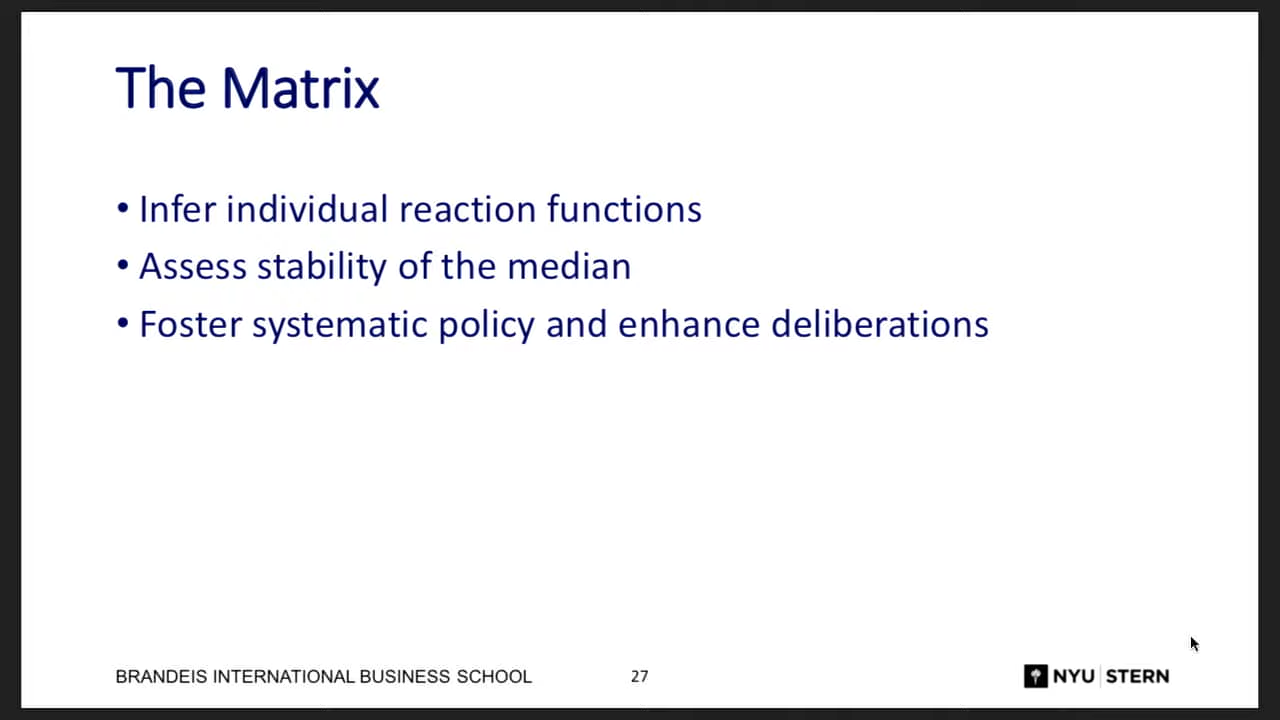 The Matrix
• Infer individual reaction functions
• Assess stability of the median
• Foster systematic policy and enhance deliberations
BRANDEIS INTERNATIONAL BUSINESS SCHOOL
27
NYU STERN